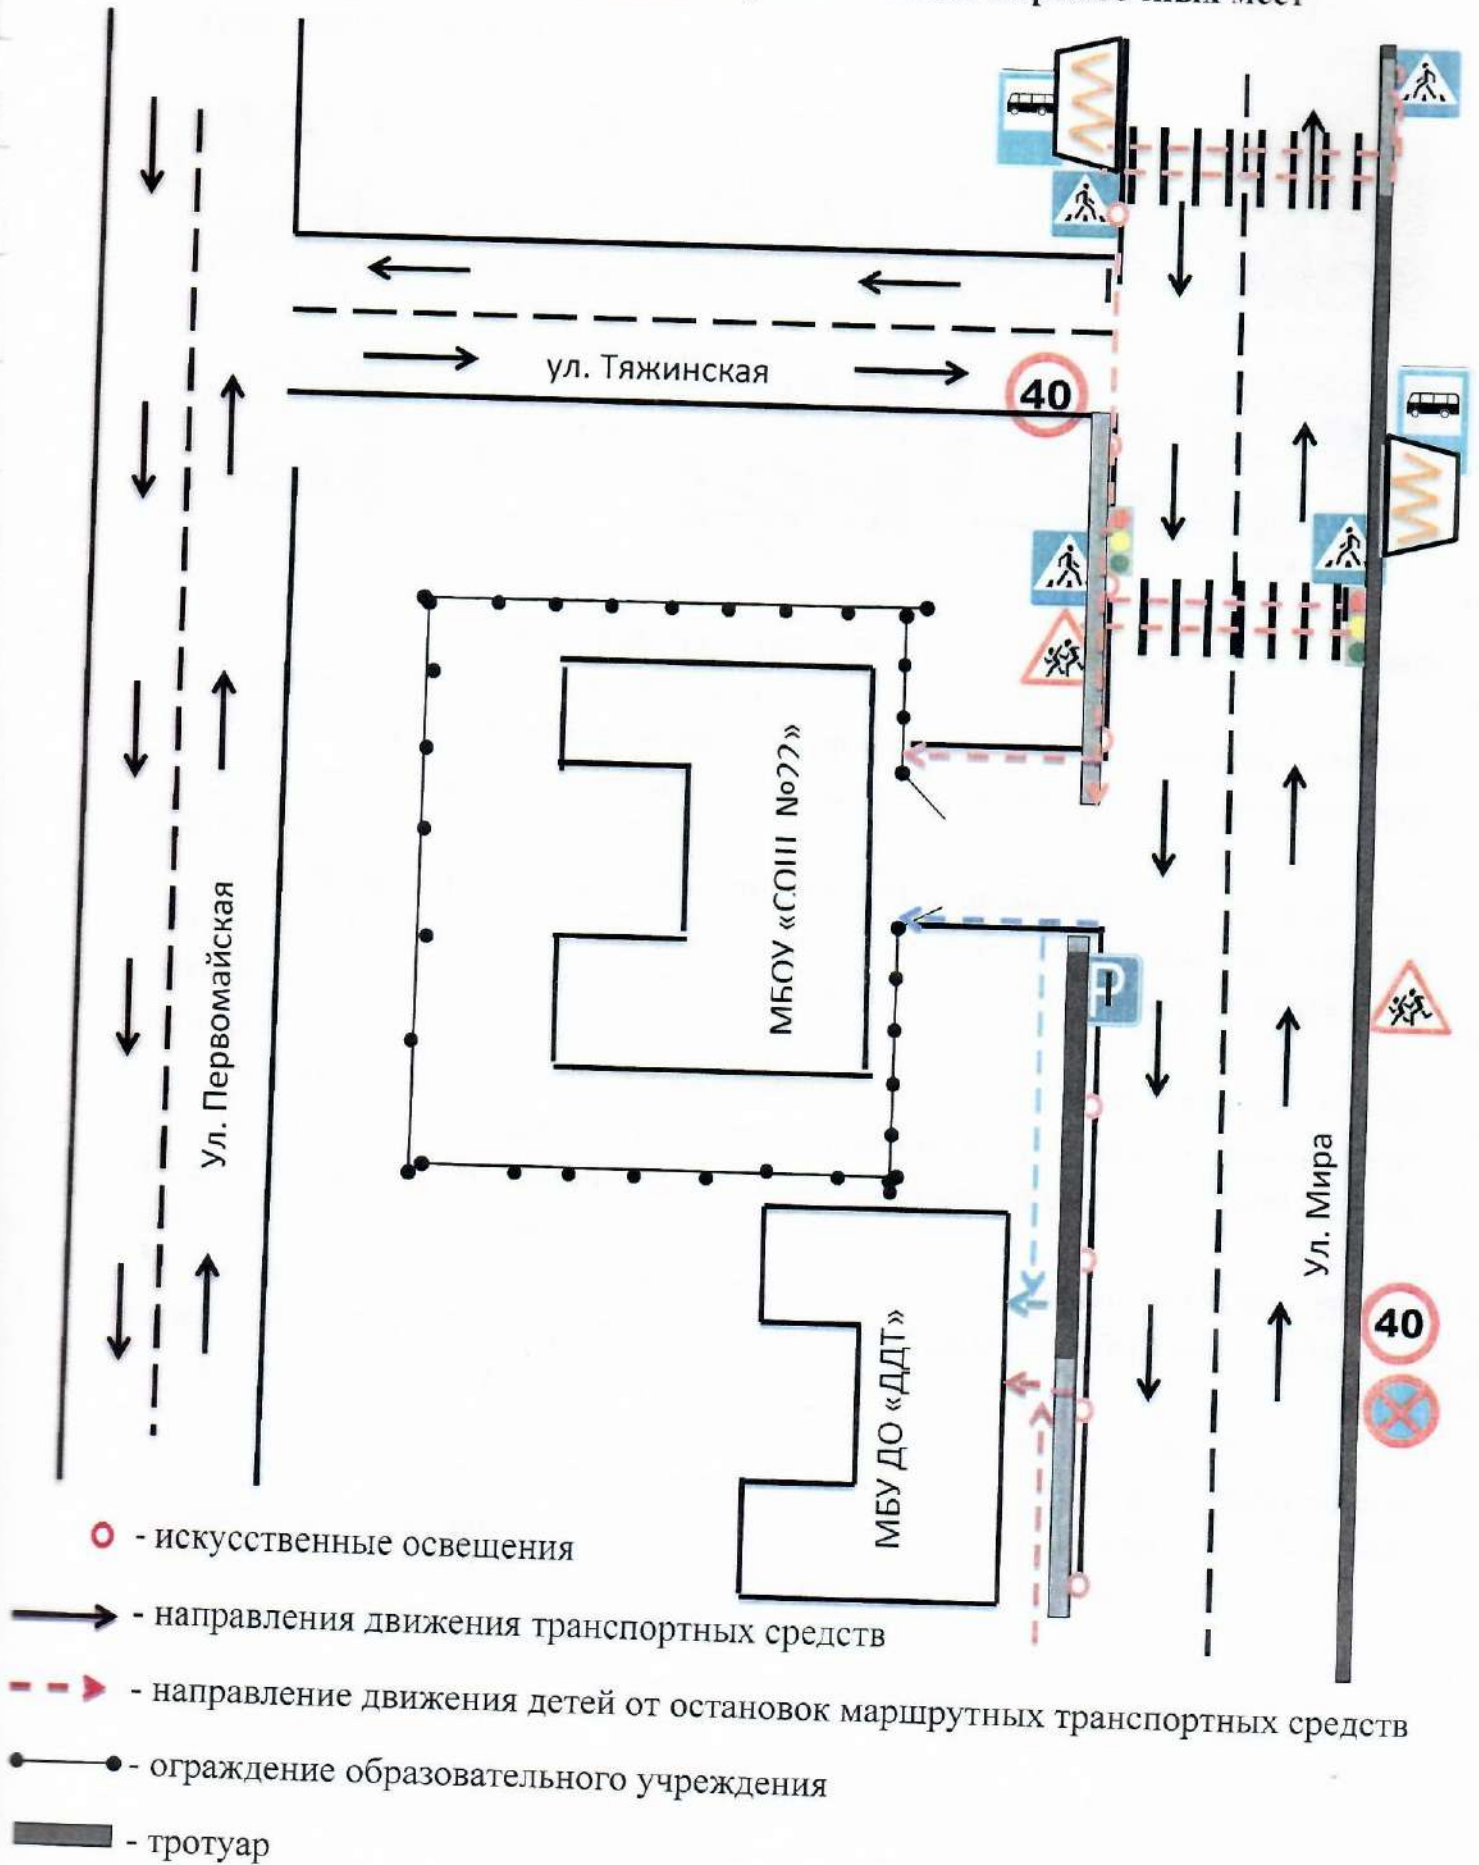 мест
ул. Тяжинская
40
МБОУ «СОШ №22»
Ул. Первомайская
P
Ул. Мира
40
МБУ ДО «ДДТ»
- искусственные освещения
- направления движения транспортных средств
- направление движения детей от остановок маршрутных транспортных средств
- ограждение образовательного учреждения
- тротуар